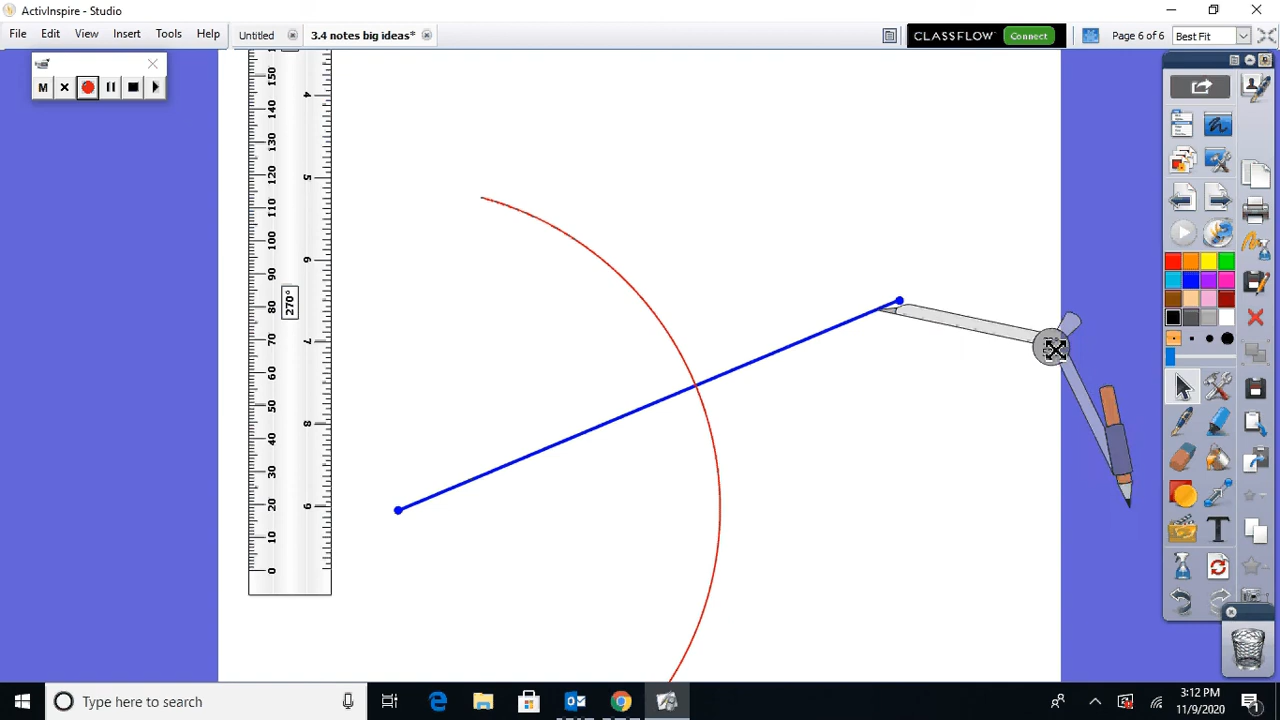 ActivInspire - Studio
File Edit View Insert Tools Help
Untitled
3.4 notes big ideas*
CLASSFLOW Connect
Page 6 of 6
Best Fit
M
150
140
130
120
110
100
90
80
70
60
50
40
30
20
10
0
4
5
6
7
8
9
270°
T
Type here to search
3:12 PM
11/9/2020
1